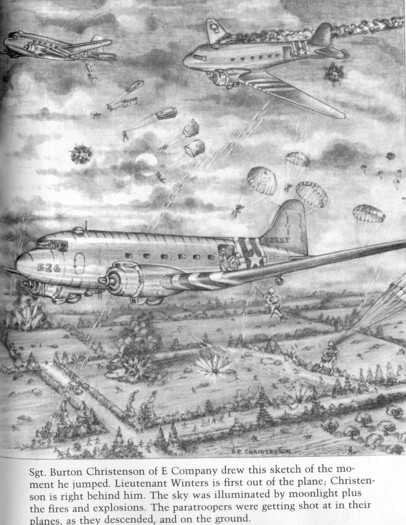 S26
B.P. CHRISTENSON
Sgt. Burton Christenson of E Company drew this sketch of the mo-
ment he jumped. Lieutenant Winters is first out of the plane; Christen-
son is right behind him. The sky was illuminated by moonlight plus
the fires and explosions. The paratroopers were getting shot at in their
planes, as they descended, and on the ground.